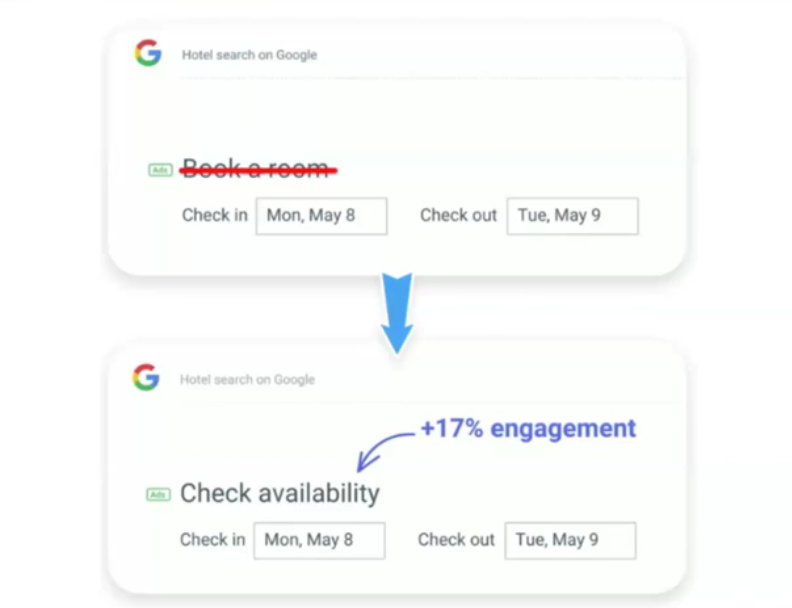 Hotel search on Google
Ads Book a room
Check in Mon, May 8 Check out Tue, May 9
Hotel search on Google
+17% engagement
Ads Check availability
Check in Mon, May 8 Check out Tue, May 9